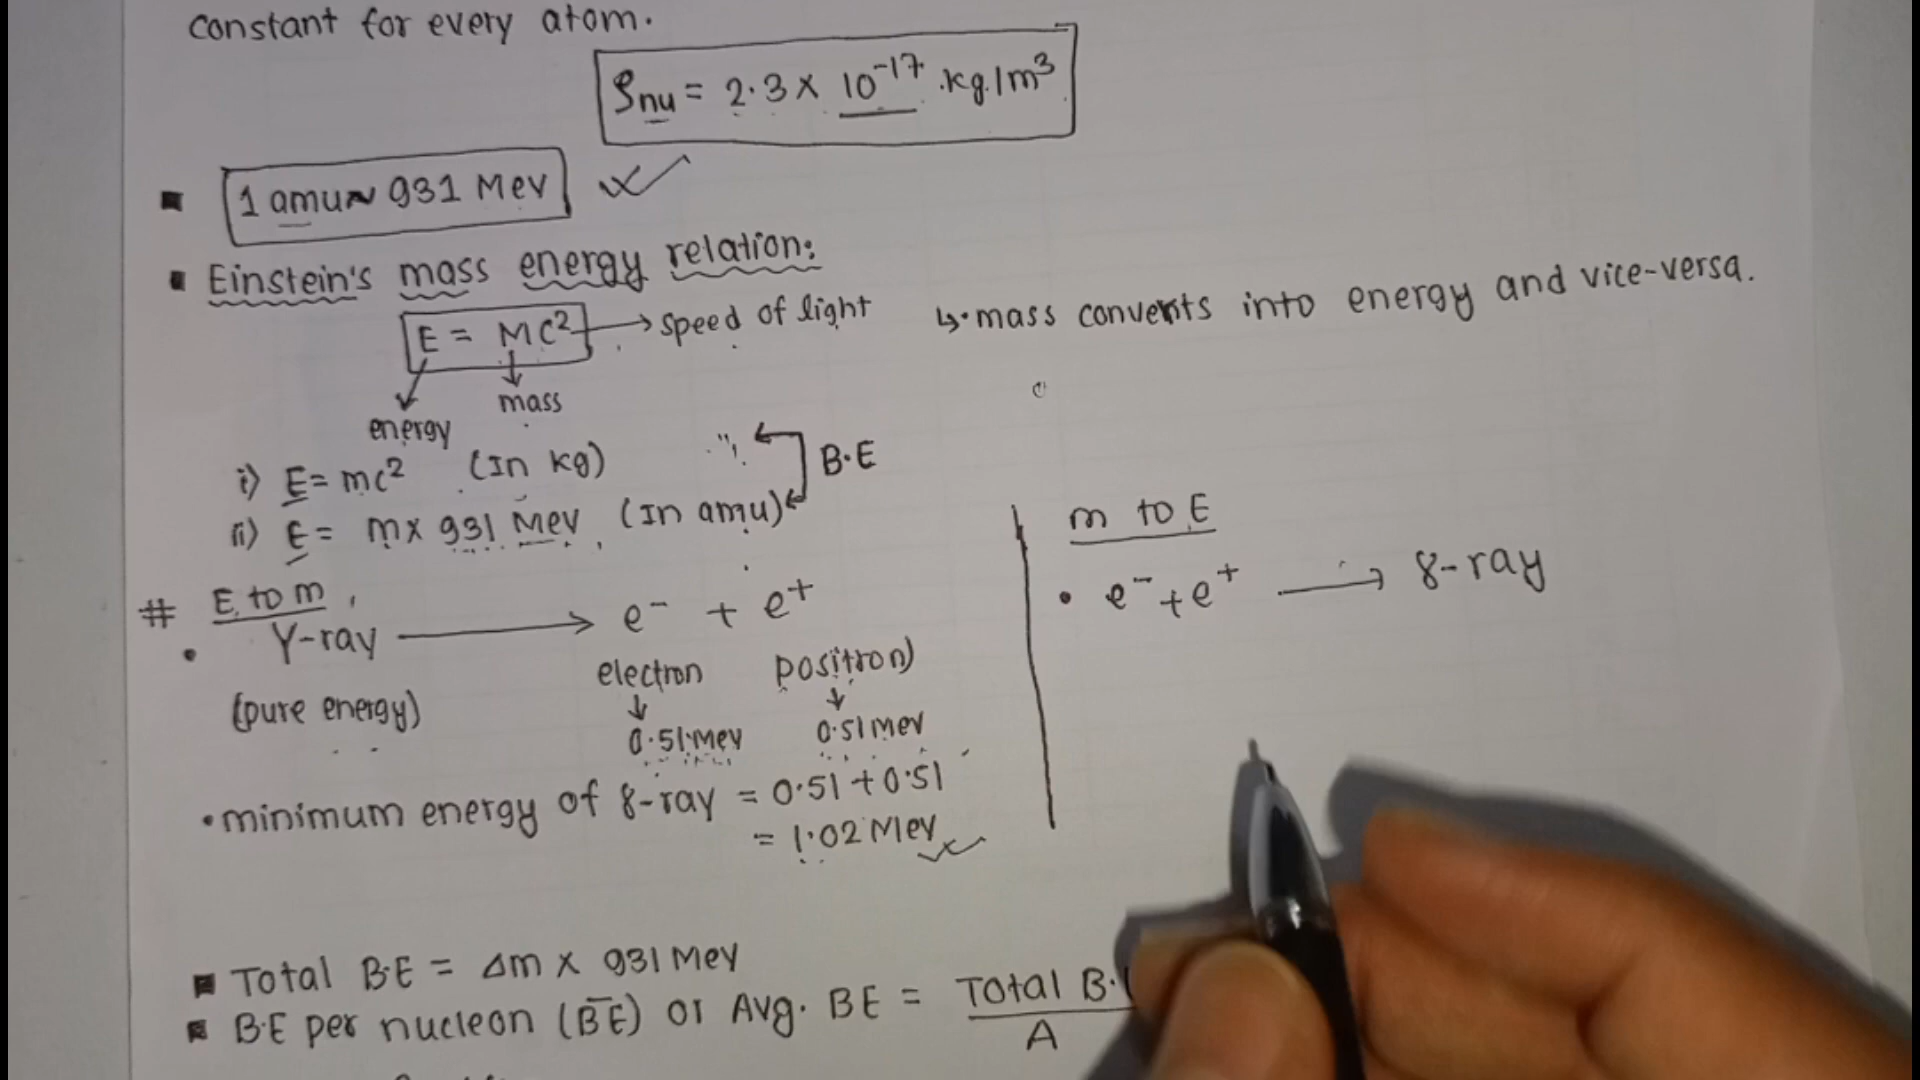 constant for every atom.
ρnu = 2.3 × 10⁻¹⁷ kg/m³
1 amu ~ 931 Mev
Einstein's mass energy relation:
E = MC² → speed of light
↳ mass converts into energy and vice-versa.
energy
mass
i) E = mc² (In kg)
B.E
ii) E = m× 931 Mev, (In amu)
# E to m,
• γ-ray → e⁻ + e⁺
(pure energy)
electron
positron)
↓ ↓
0.51 Mev
0.51 Mev
• minimum energy of γ-ray = 0.51 + 0.51
= 1.02 Mev
m to E
• e⁻ + e⁺ → γ-ray
Total B.E = Δm × 931 Mev
B.E per nucleon (B̅E̅) or Avg. BE = Total B.
A